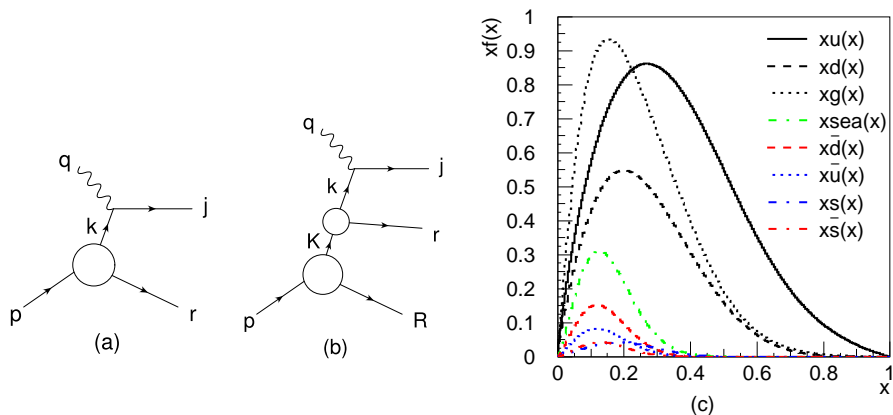 q
k
j
p
r
(a)
q
k
j
K
r
p
R
(b)
xf(x)
1
0.9
0.8
0.7
0.6
0.5
0.4
0.3
0.2
0.1
0
0 0.2 0.4 0.6 0.8 1
x
xu(x)
xd(x)
xg(x)
xsea(x)
xd̄(x)
xū(x)
xs(x)
xs̄(x)
(c)